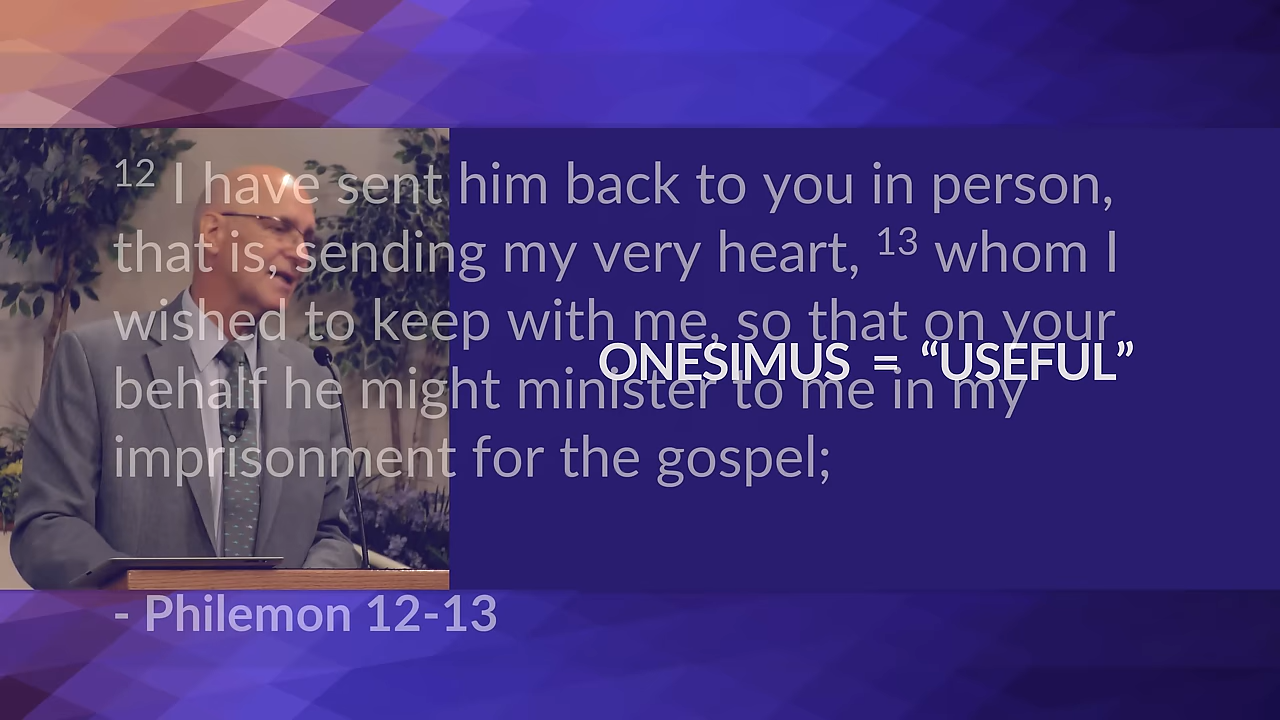 12 I have sent him back to you in person,
that is, sending my very heart, 13 whom I
wished to keep with me, so that on your
ONESIMUS = “USEFUL”
behalf he might minister to me in my
imprisonment for the gospel;
- Philemon 12-13